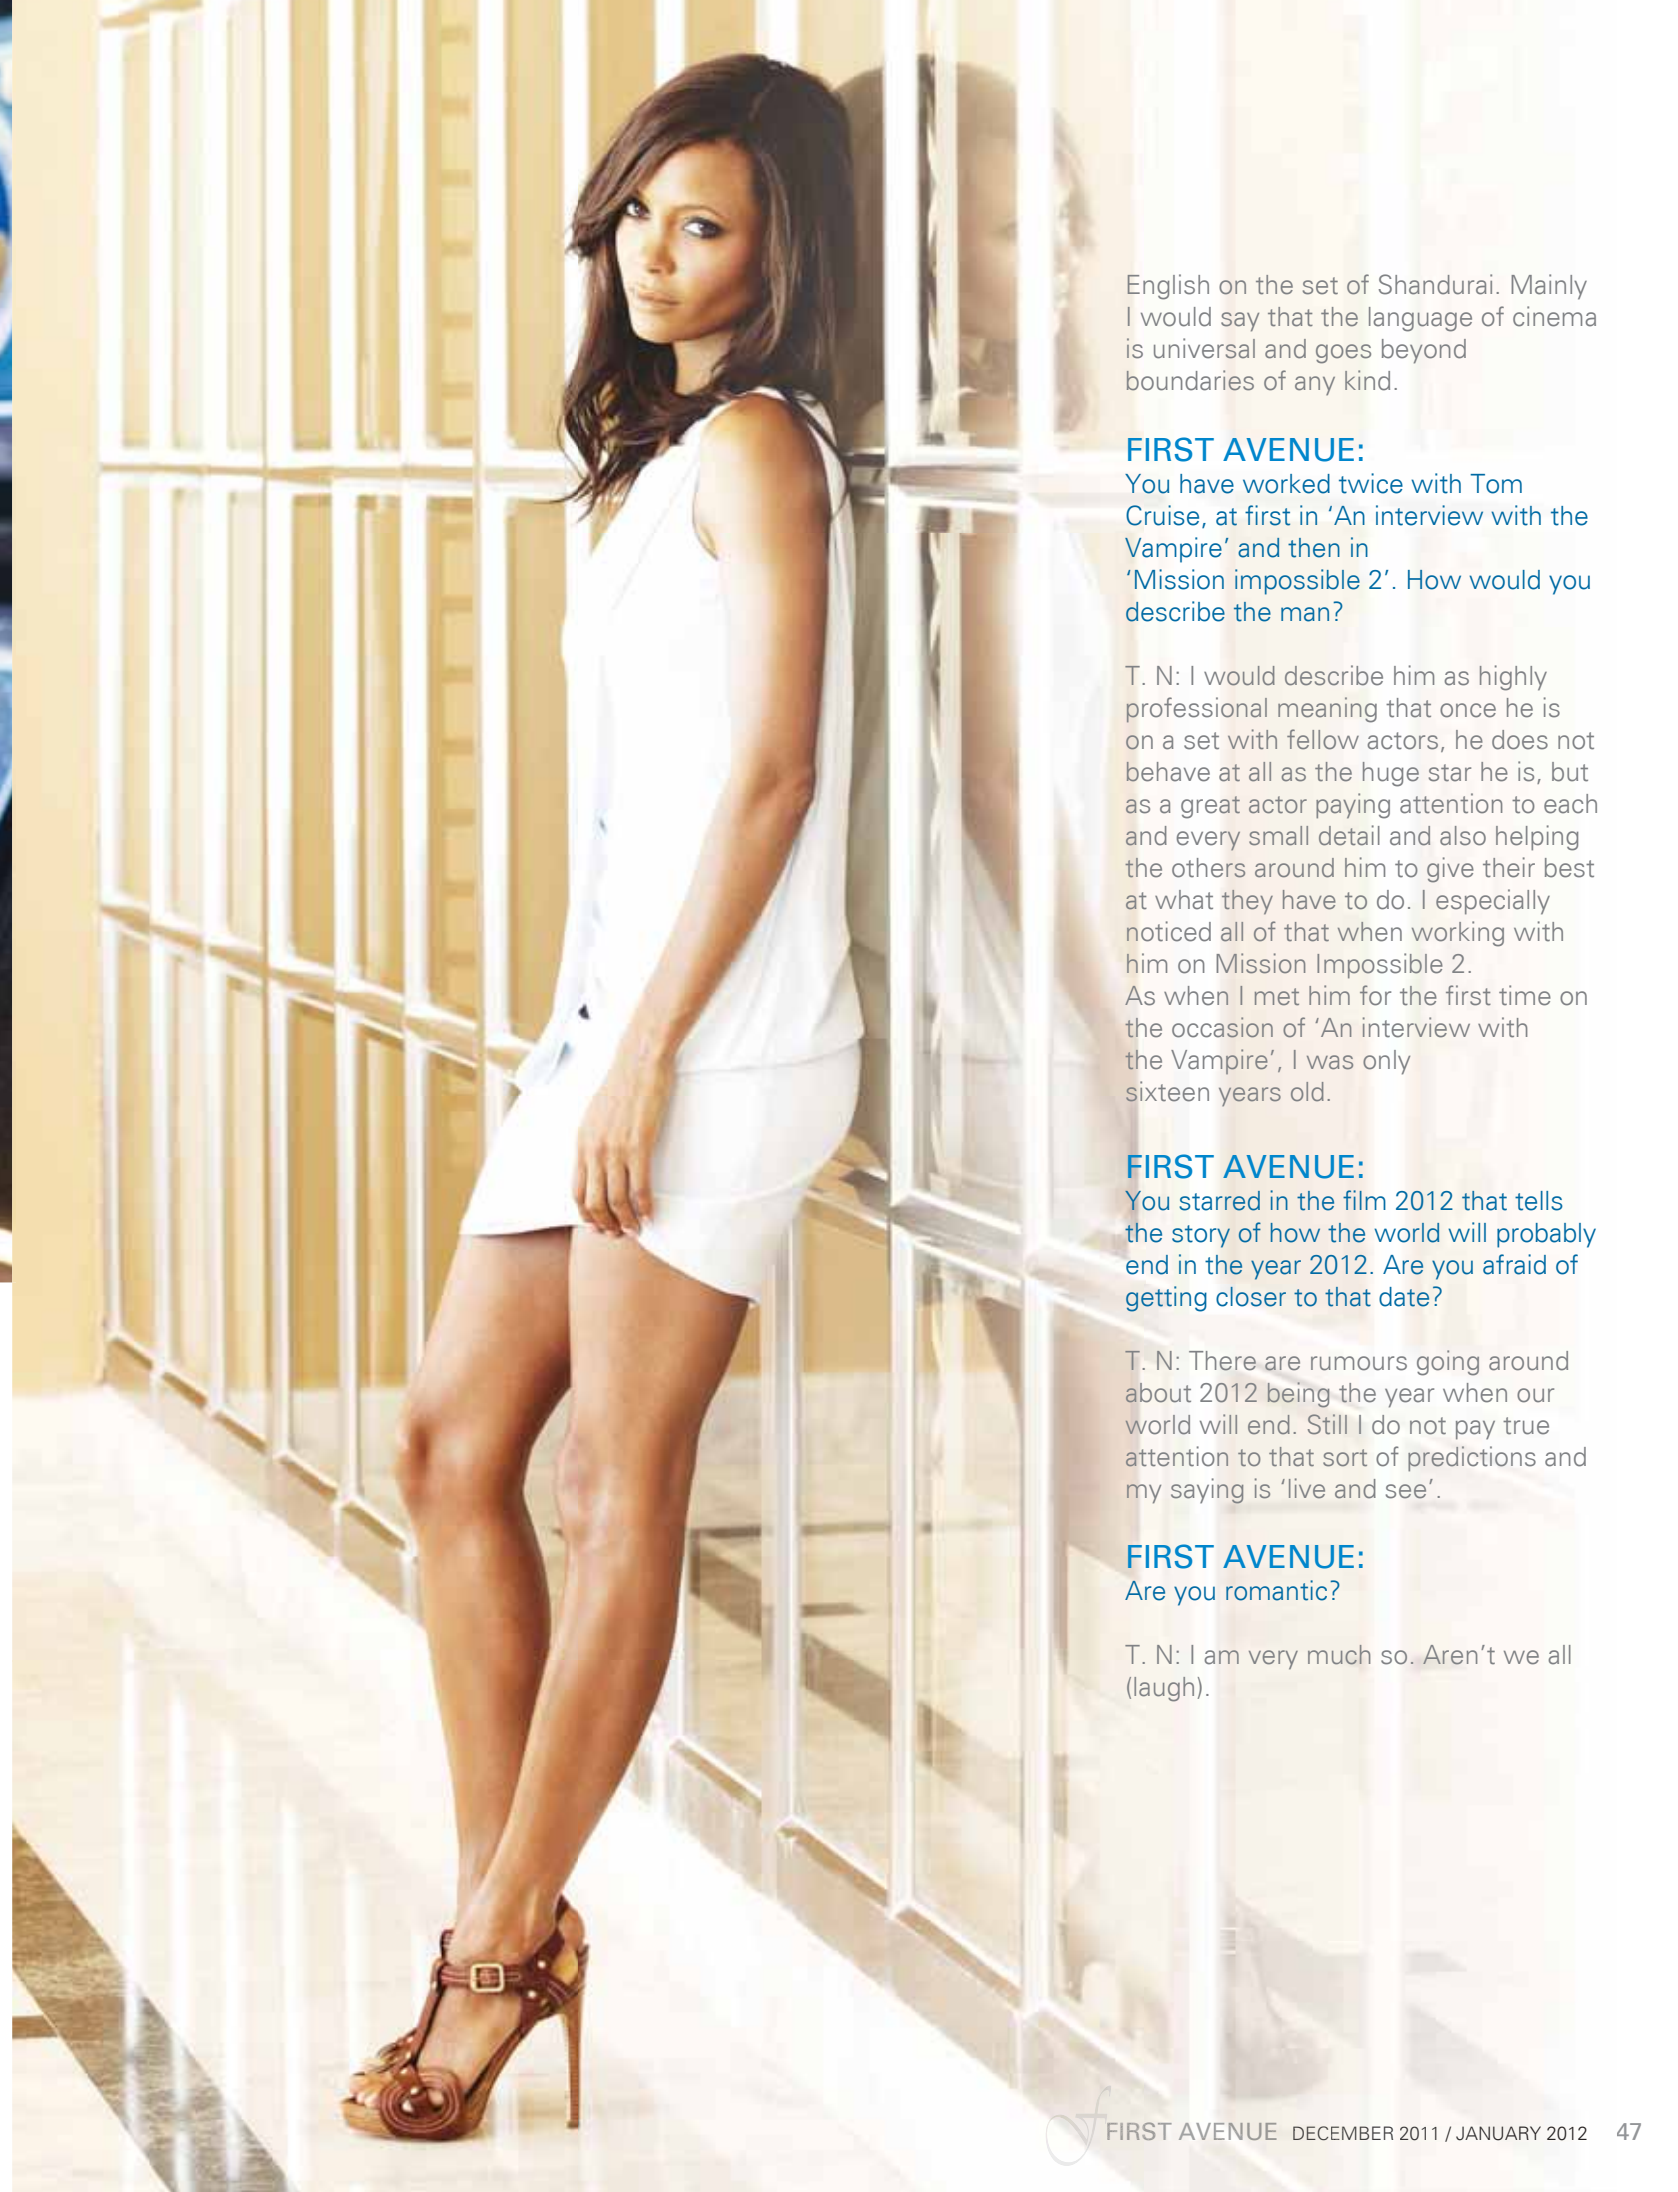 English on the set of Shandurai. Mainly
I would say that the language of cinema
is universal and goes beyond
boundaries of any kind.
FIRST AVENUE:
You have worked twice with Tom
Cruise, at first in ‘An interview with the
Vampire’ and then in
‘Mission impossible 2’. How would you
describe the man?
T. N: I would describe him as highly
professional meaning that once he is
on a set with fellow actors, he does not
behave at all as the huge star he is, but
as a great actor paying attention to each
and every small detail and also helping
the others around him to give their best
at what they have to do. I especially
noticed all of that when working with
him on Mission Impossible 2.
As when I met him for the first time on
the occasion of ‘An interview with
the Vampire’, I was only
sixteen years old.
FIRST AVENUE:
You starred in the film 2012 that tells
the story of how the world will probably
end in the year 2012. Are you afraid of
getting closer to that date?
T. N: There are rumours going around
about 2012 being the year when our
world will end. Still I do not pay true
attention to that sort of predictions and
my saying is ‘live and see’.
FIRST AVENUE:
Are you romantic?
T. N: I am very much so. Aren’t we all
(laugh).
FIRST AVENUE DECEMBER 2011 / JANUARY 2012 47